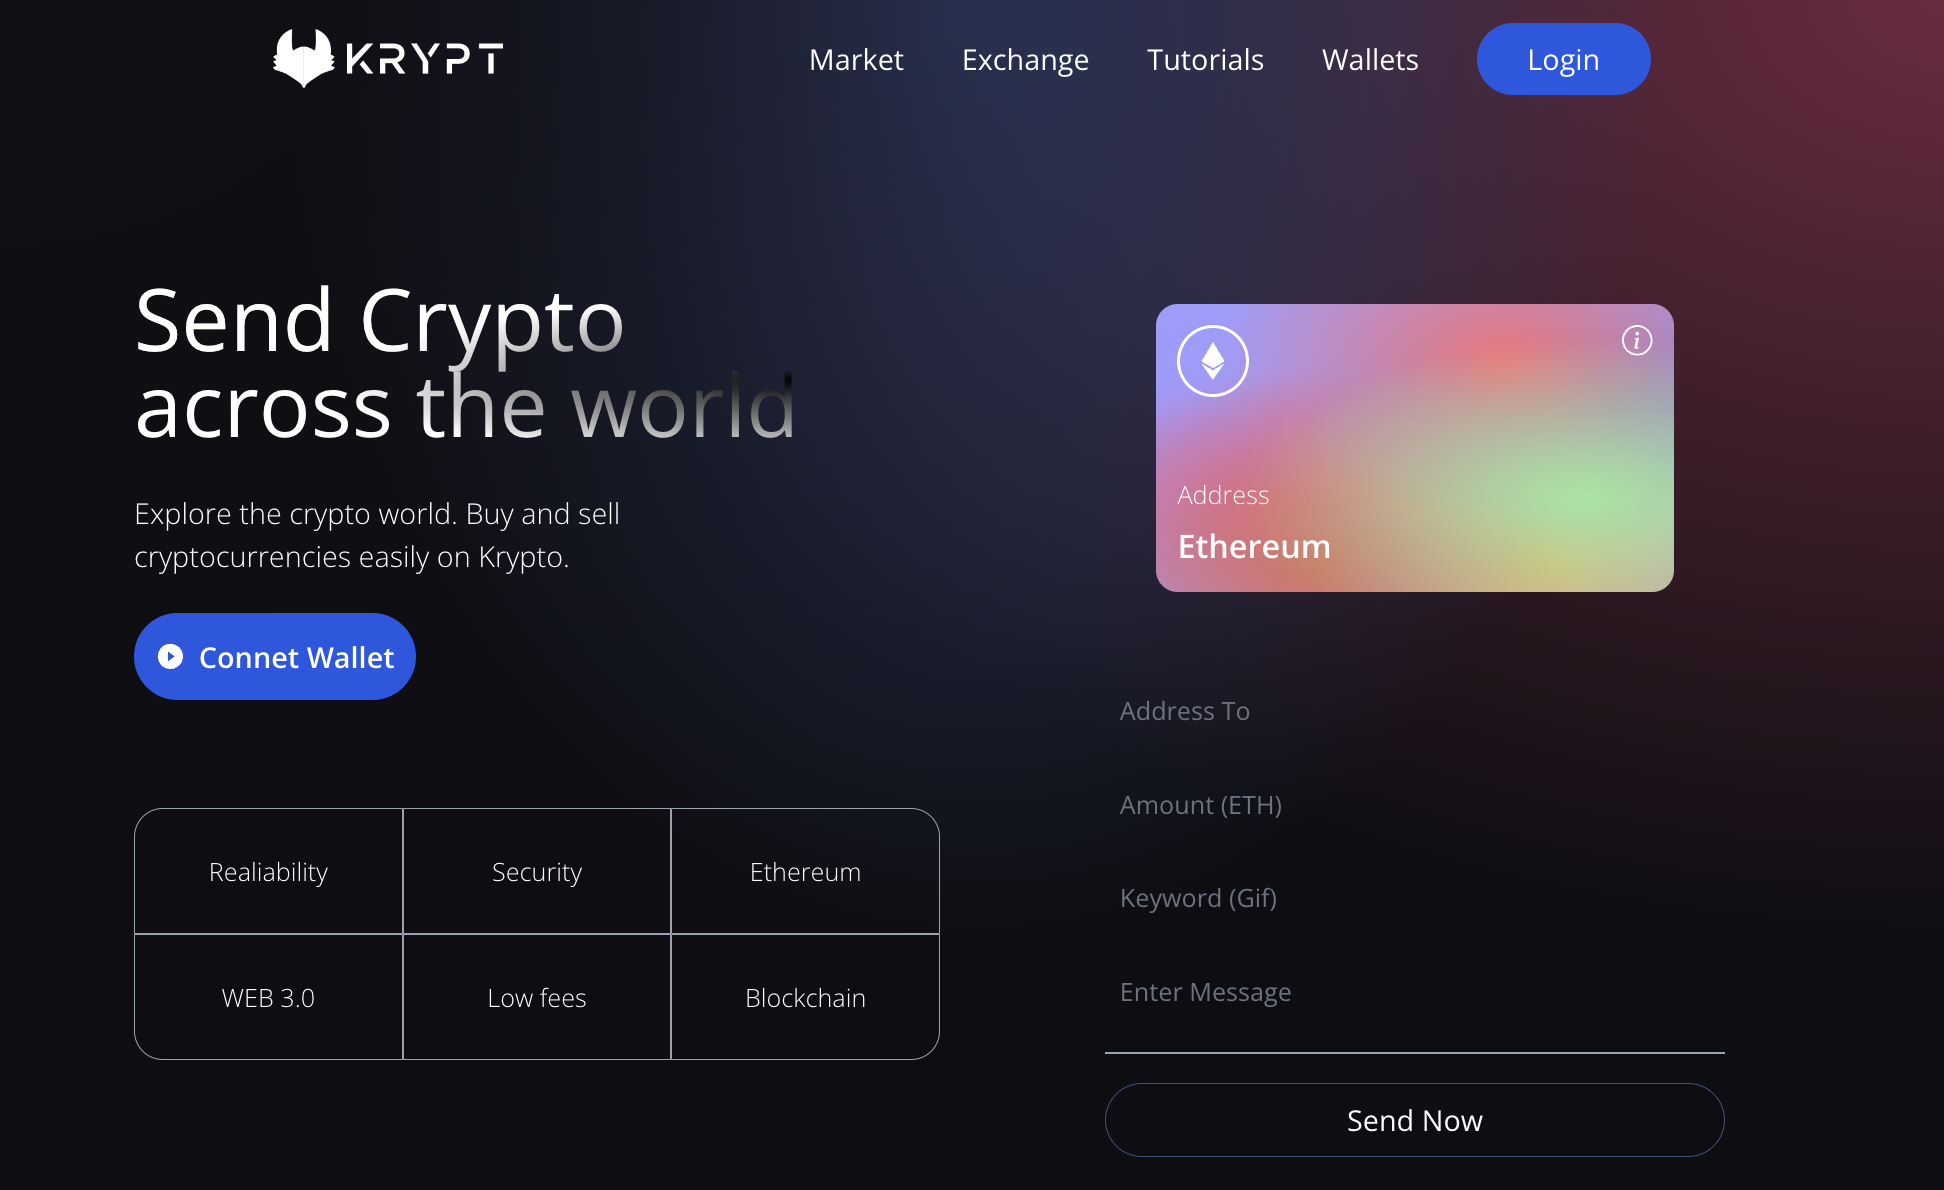 KRYPT
Market
Exchange
Tutorials
Wallets
Login
Send Crypto
across the world
Explore the crypto world. Buy and sell
cryptocurrencies easily on Krypto.
Connet Wallet
Realiability
Security
Ethereum
WEB 3.0
Low fees
Blockchain
i
Address
Ethereum
Address To
Amount (ETH)
Keyword (Gif)
Enter Message
Send Now